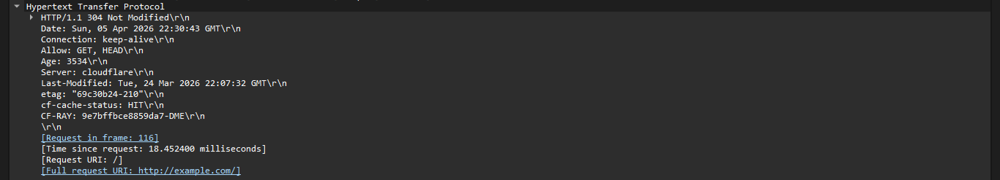 Hypertext Transfer Protocol
HTTP/1.1 304 Not Modified\r\n
Date: Sun, 05 Apr 2026 22:30:43 GMT\r\n
Connection: keep-alive\r\n
Allow: GET, HEAD\r\n
Age: 3534\r\n
Server: cloudflare\r\n
Last-Modified: Tue, 24 Mar 2026 22:07:32 GMT\r\n
etag: "69c30b24-210"\r\n
cf-cache-status: HIT\r\n
CF-RAY: 9e7bffbce8859da7-DME\r\n
\r\n
[Request in frame: 116]
[Time since request: 18.452400 milliseconds]
[Request URI: /]
[Full request URI: http://example.com/]